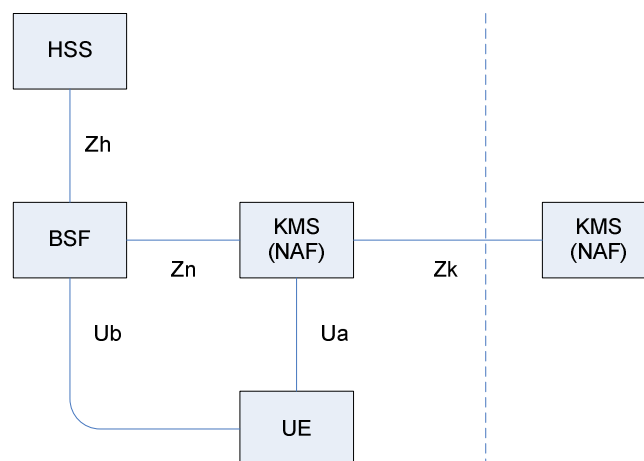 HSS
Zh
BSF
KMS
(NAF)
KMS
(NAF)
Zn
Zk
Ub
Ua
UE